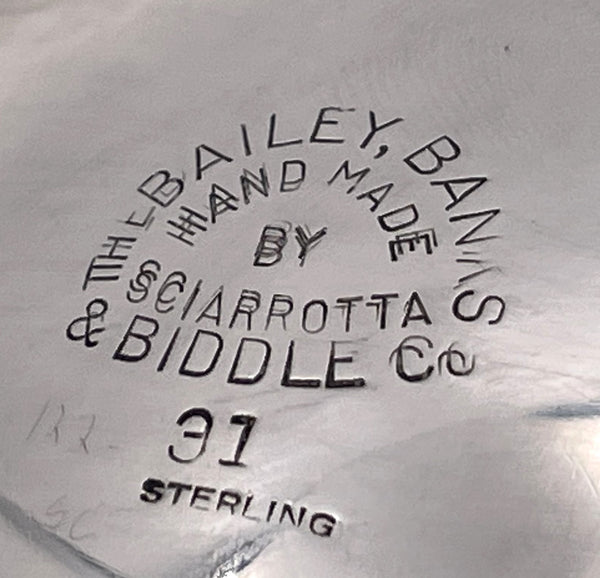 THE BAILEY, BANKS
HAND MADE
BY
SCIARROTTA
& BIDDLE Co
31
STERLING